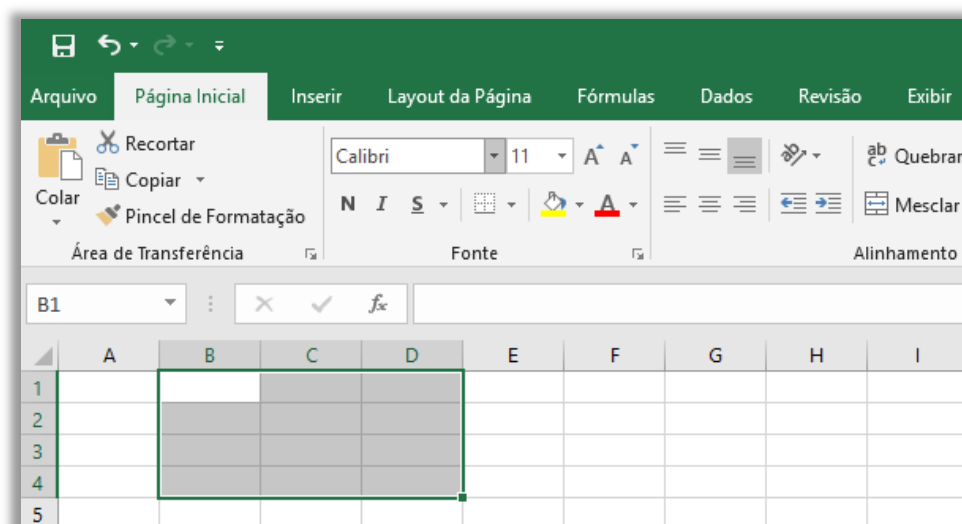 Arquivo Página Inicial Inserir Layout da Página Fórmulas Dados Revisão Exibir
Recortar
Copiar
Colar
Pincel de Formatação
Área de Transferência
Calibri 11
N I S A
Fonte
ab Quebrar
Mesclar
Alinhamento
B1 fx
A B C D E F G H I
1
2
3
4
5